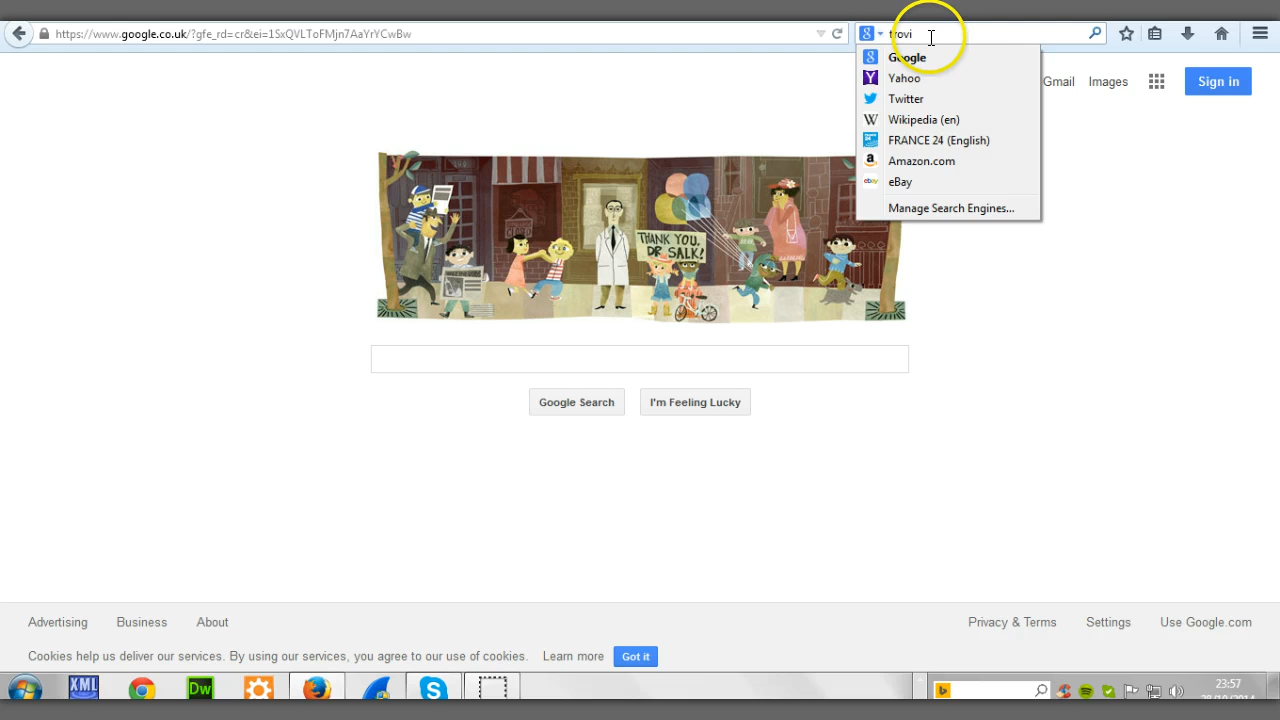 https://www.google.co.uk/?gfe_rd=cr&ei=1SxQVLToFMjn7AaYrYCwBw
trovi
Google
Yahoo
Twitter
Wikipedia (en)
FRANCE 24 (English)
Amazon.com
eBay
Manage Search Engines...
Gmail Images Sign in
THANK YOU,
DR SALK!
Google Search I'm Feeling Lucky
Advertising Business About Privacy & Terms Settings Use Google.com
Cookies help us deliver our services. By using our services, you agree to our use of cookies. Learn more Got it
XML Dw
23:57